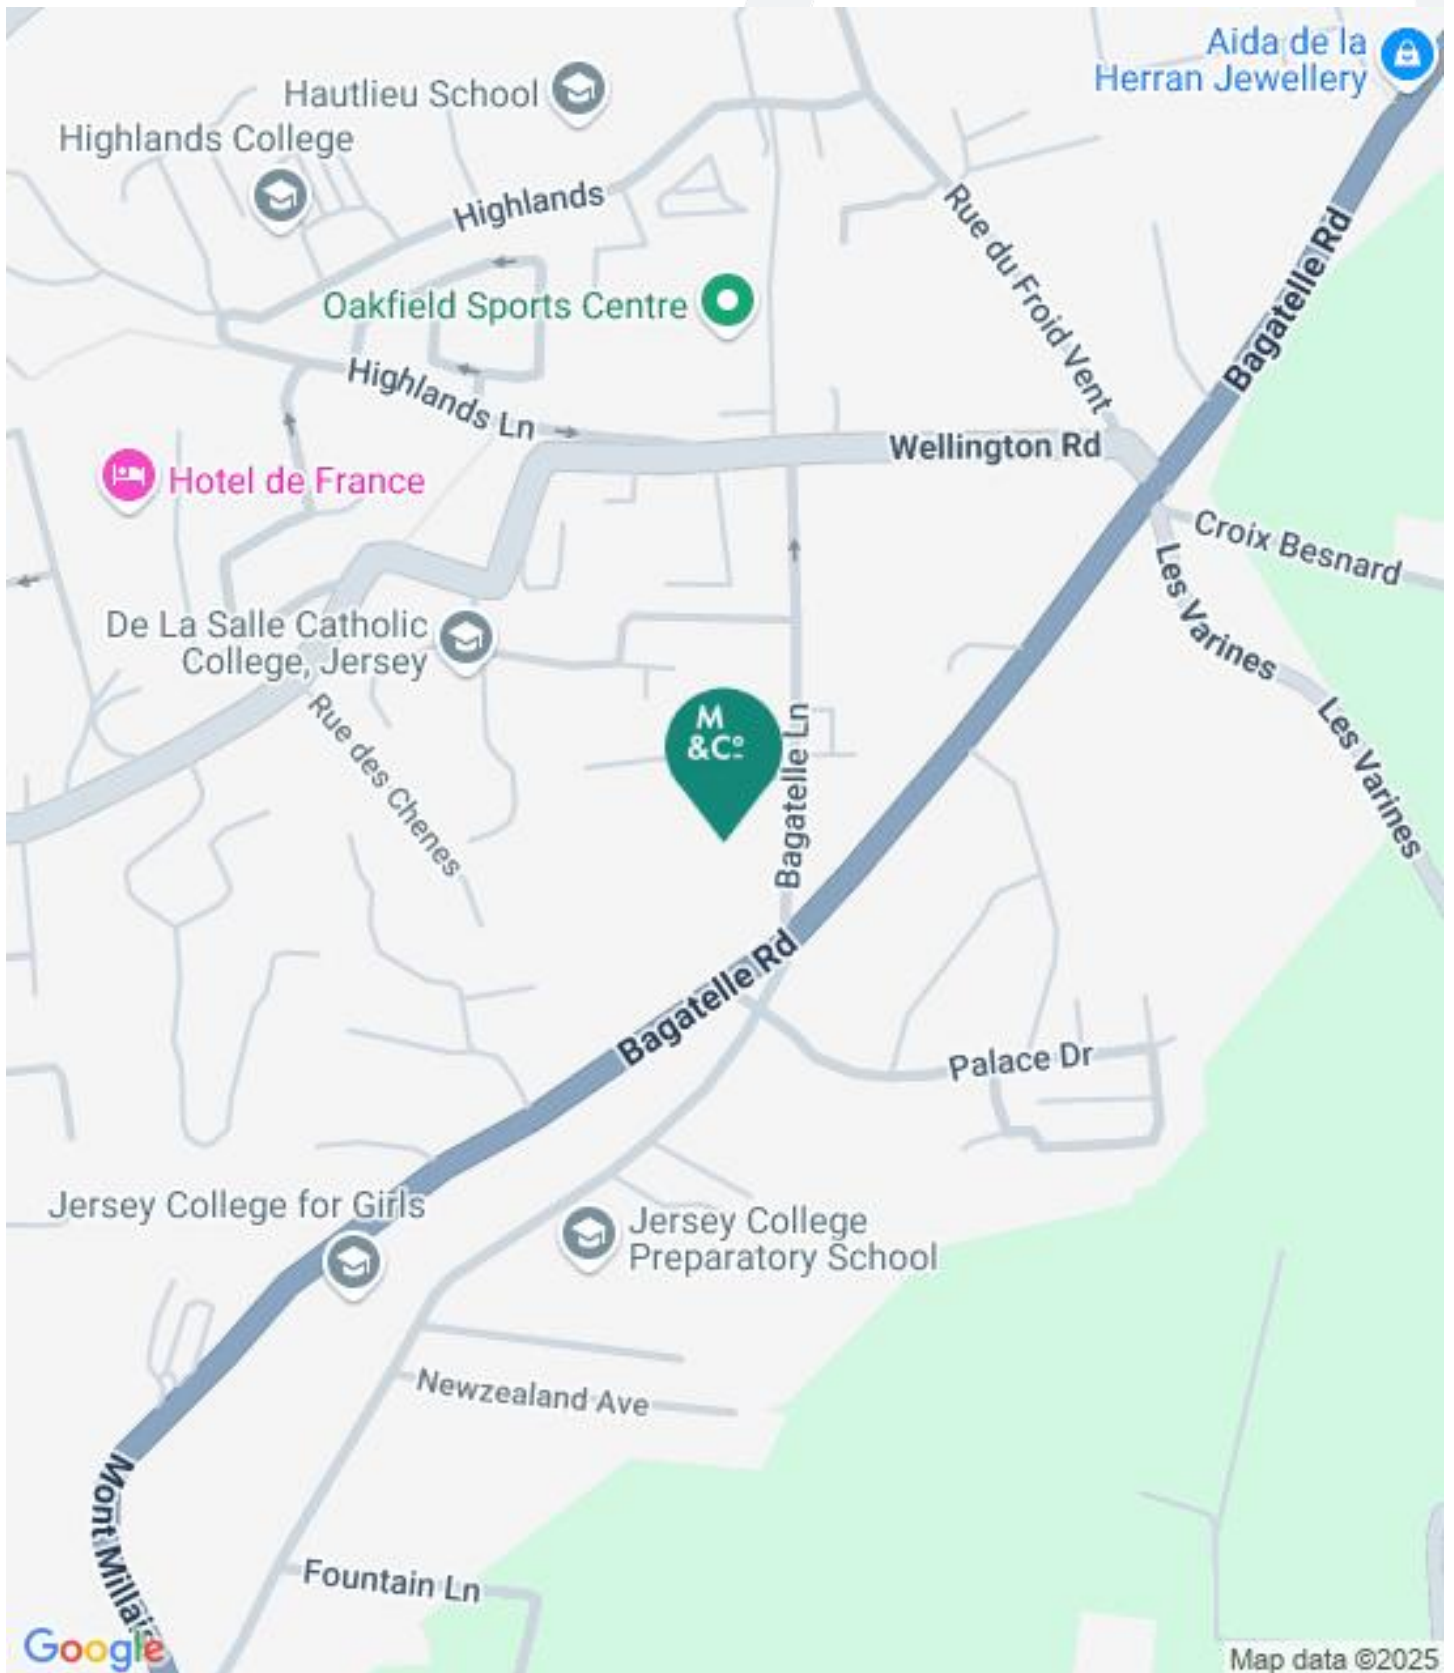 Aida de la
Herran Jewellery
Hautlieu School
Highlands College
Highlands
Rue du Froid Vent
Bagatelle Rd
Oakfield Sports Centre
Highlands Ln
Wellington Rd
Hotel de France
Croix Besnard
Les Varines
De La Salle Catholic
College, Jersey
Les Varines
Rue des Chenes
M
&Cº
Bagatelle Ln
Bagatelle Rd
Palace Dr
Jersey College for Girls
Jersey College
Preparatory School
Newzealand Ave
Mont Millais
Fountain Ln
Google
Map data ©2025